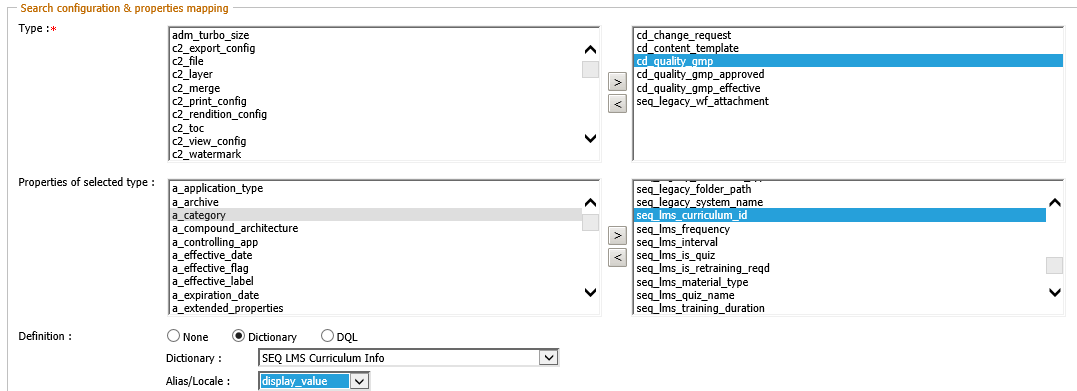 Search configuration & properties mapping
Type :*
adm_turbo_size
c2_export_config
c2_file
c2_layer
c2_merge
c2_print_config
c2_rendition_config
c2_toc
c2_view_config
c2_watermark
>
<
cd_change_request
cd_content_template
cd_quality_gmp
cd_quality_gmp_approved
cd_quality_gmp_effective
seq_legacy_wf_attachment
Properties of selected type :
a_application_type
a_archive
a_category
a_compound_architecture
a_controlling_app
a_effective_date
a_effective_flag
a_effective_label
a_expiration_date
a_extended_properties
>
<
seq_legacy_folder_path
seq_legacy_system_name
seq_lms_curriculum_id
seq_lms_frequency
seq_lms_interval
seq_lms_is_quiz
seq_lms_is_retraining_reqd
seq_lms_material_type
seq_lms_quiz_name
seq_lms_training_duration
Definition : None Dictionary DQL
Dictionary : SEQ LMS Curriculum Info
Alias/Locale : display_value